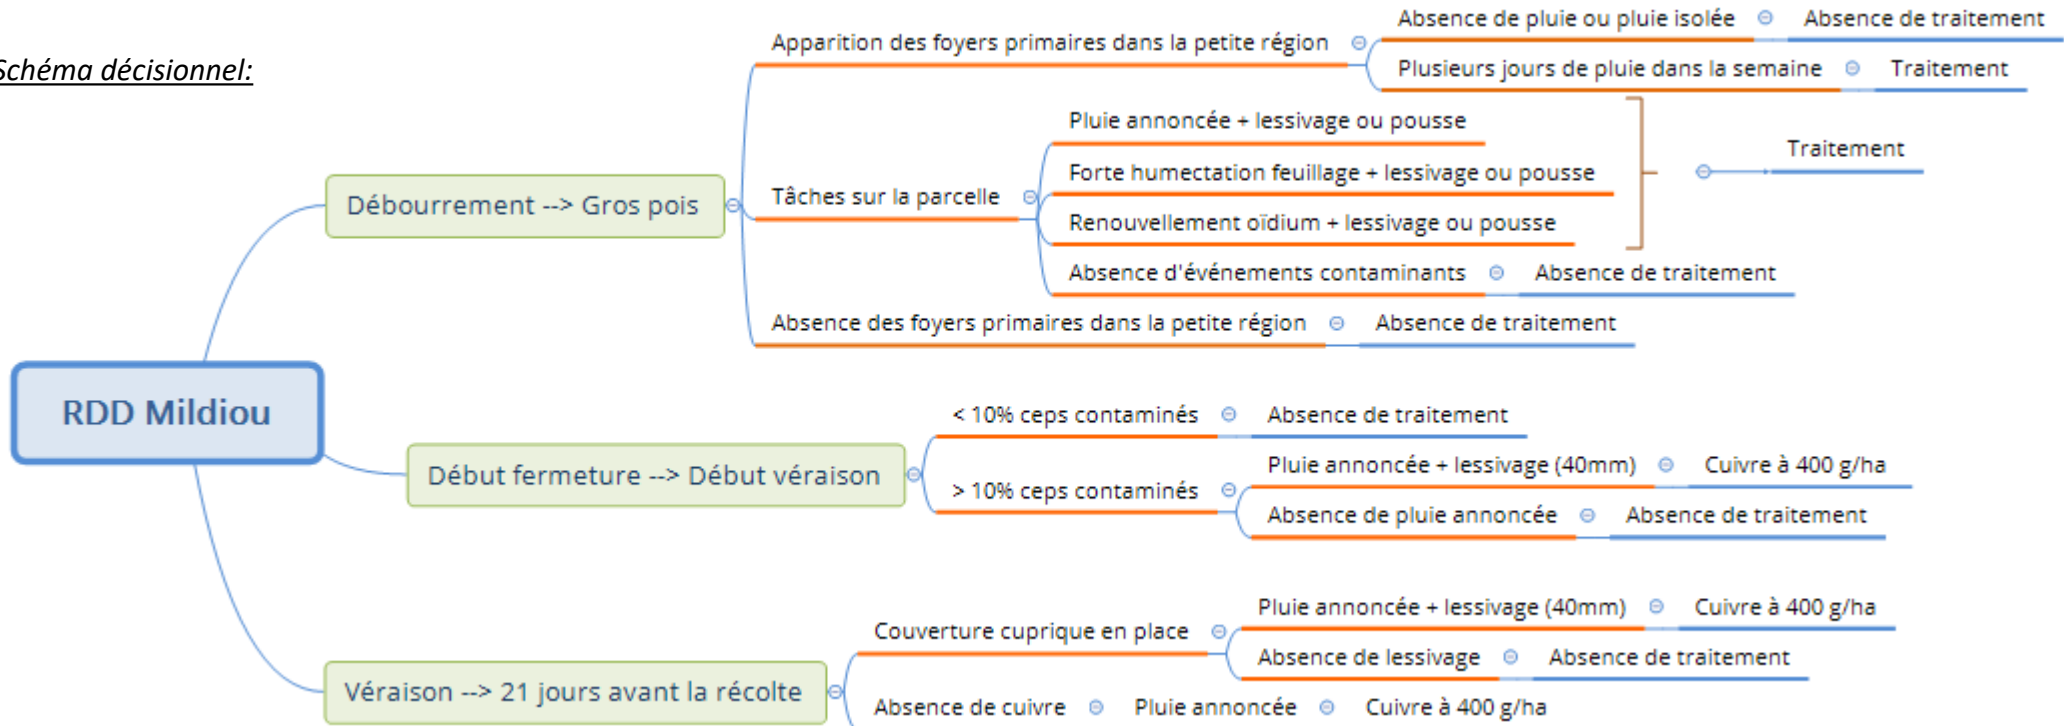 Schéma décisionnel:
RDD Mildiou
Débourrement --> Gros pois
Apparition des foyers primaires dans la petite région
Absence de pluie ou pluie isolée
Absence de traitement
Plusieurs jours de pluie dans la semaine
Traitement
Tâches sur la parcelle
Pluie annoncée + lessivage ou pousse
Forte humectation feuillage + lessivage ou pousse
Renouvellement oïdium + lessivage ou pousse
Traitement
Absence d'événements contaminants
Absence de traitement
Absence des foyers primaires dans la petite région
Absence de traitement
Début fermeture --> Début véraison
< 10% ceps contaminés
Absence de traitement
> 10% ceps contaminés
Pluie annoncée + lessivage (40mm)
Cuivre à 400 g/ha
Absence de pluie annoncée
Absence de traitement
Véraison --> 21 jours avant la récolte
Couverture cuprique en place
Pluie annoncée + lessivage (40mm)
Cuivre à 400 g/ha
Absence de lessivage
Absence de traitement
Absence de cuivre
Pluie annoncée
Cuivre à 400 g/ha